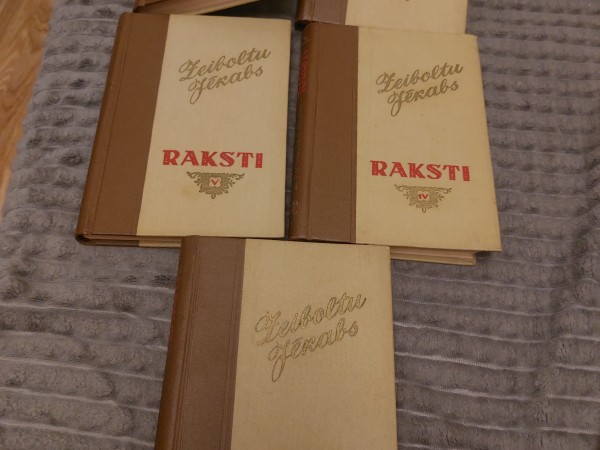 Zeiboltu
Jēkabs
RAKSTI
V
Zeiboltu
Jēkabs
RAKSTI
IV
Zeiboltu
Jēkabs